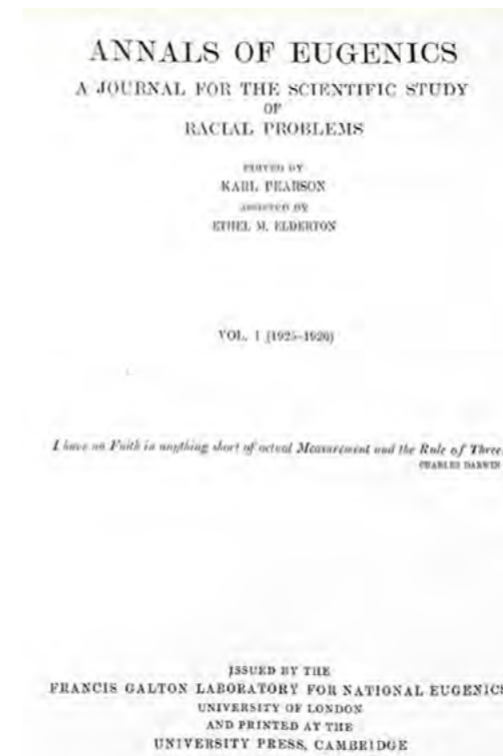 ANNALS OF EUGENICS
A JOURNAL FOR THE SCIENTIFIC STUDY
OF
RACIAL PROBLEMS
EDITED BY
KARL PEARSON
ASSISTED BY
ETHEL M. ELDERTON
VOL. I (1925-1926)
I have no Faith in anything short of actual Measurement and the Rule of Three.
CHARLES DARWIN
ISSUED BY THE
FRANCIS GALTON LABORATORY FOR NATIONAL EUGENICS
UNIVERSITY OF LONDON
AND PRINTED AT THE
UNIVERSITY PRESS, CAMBRIDGE